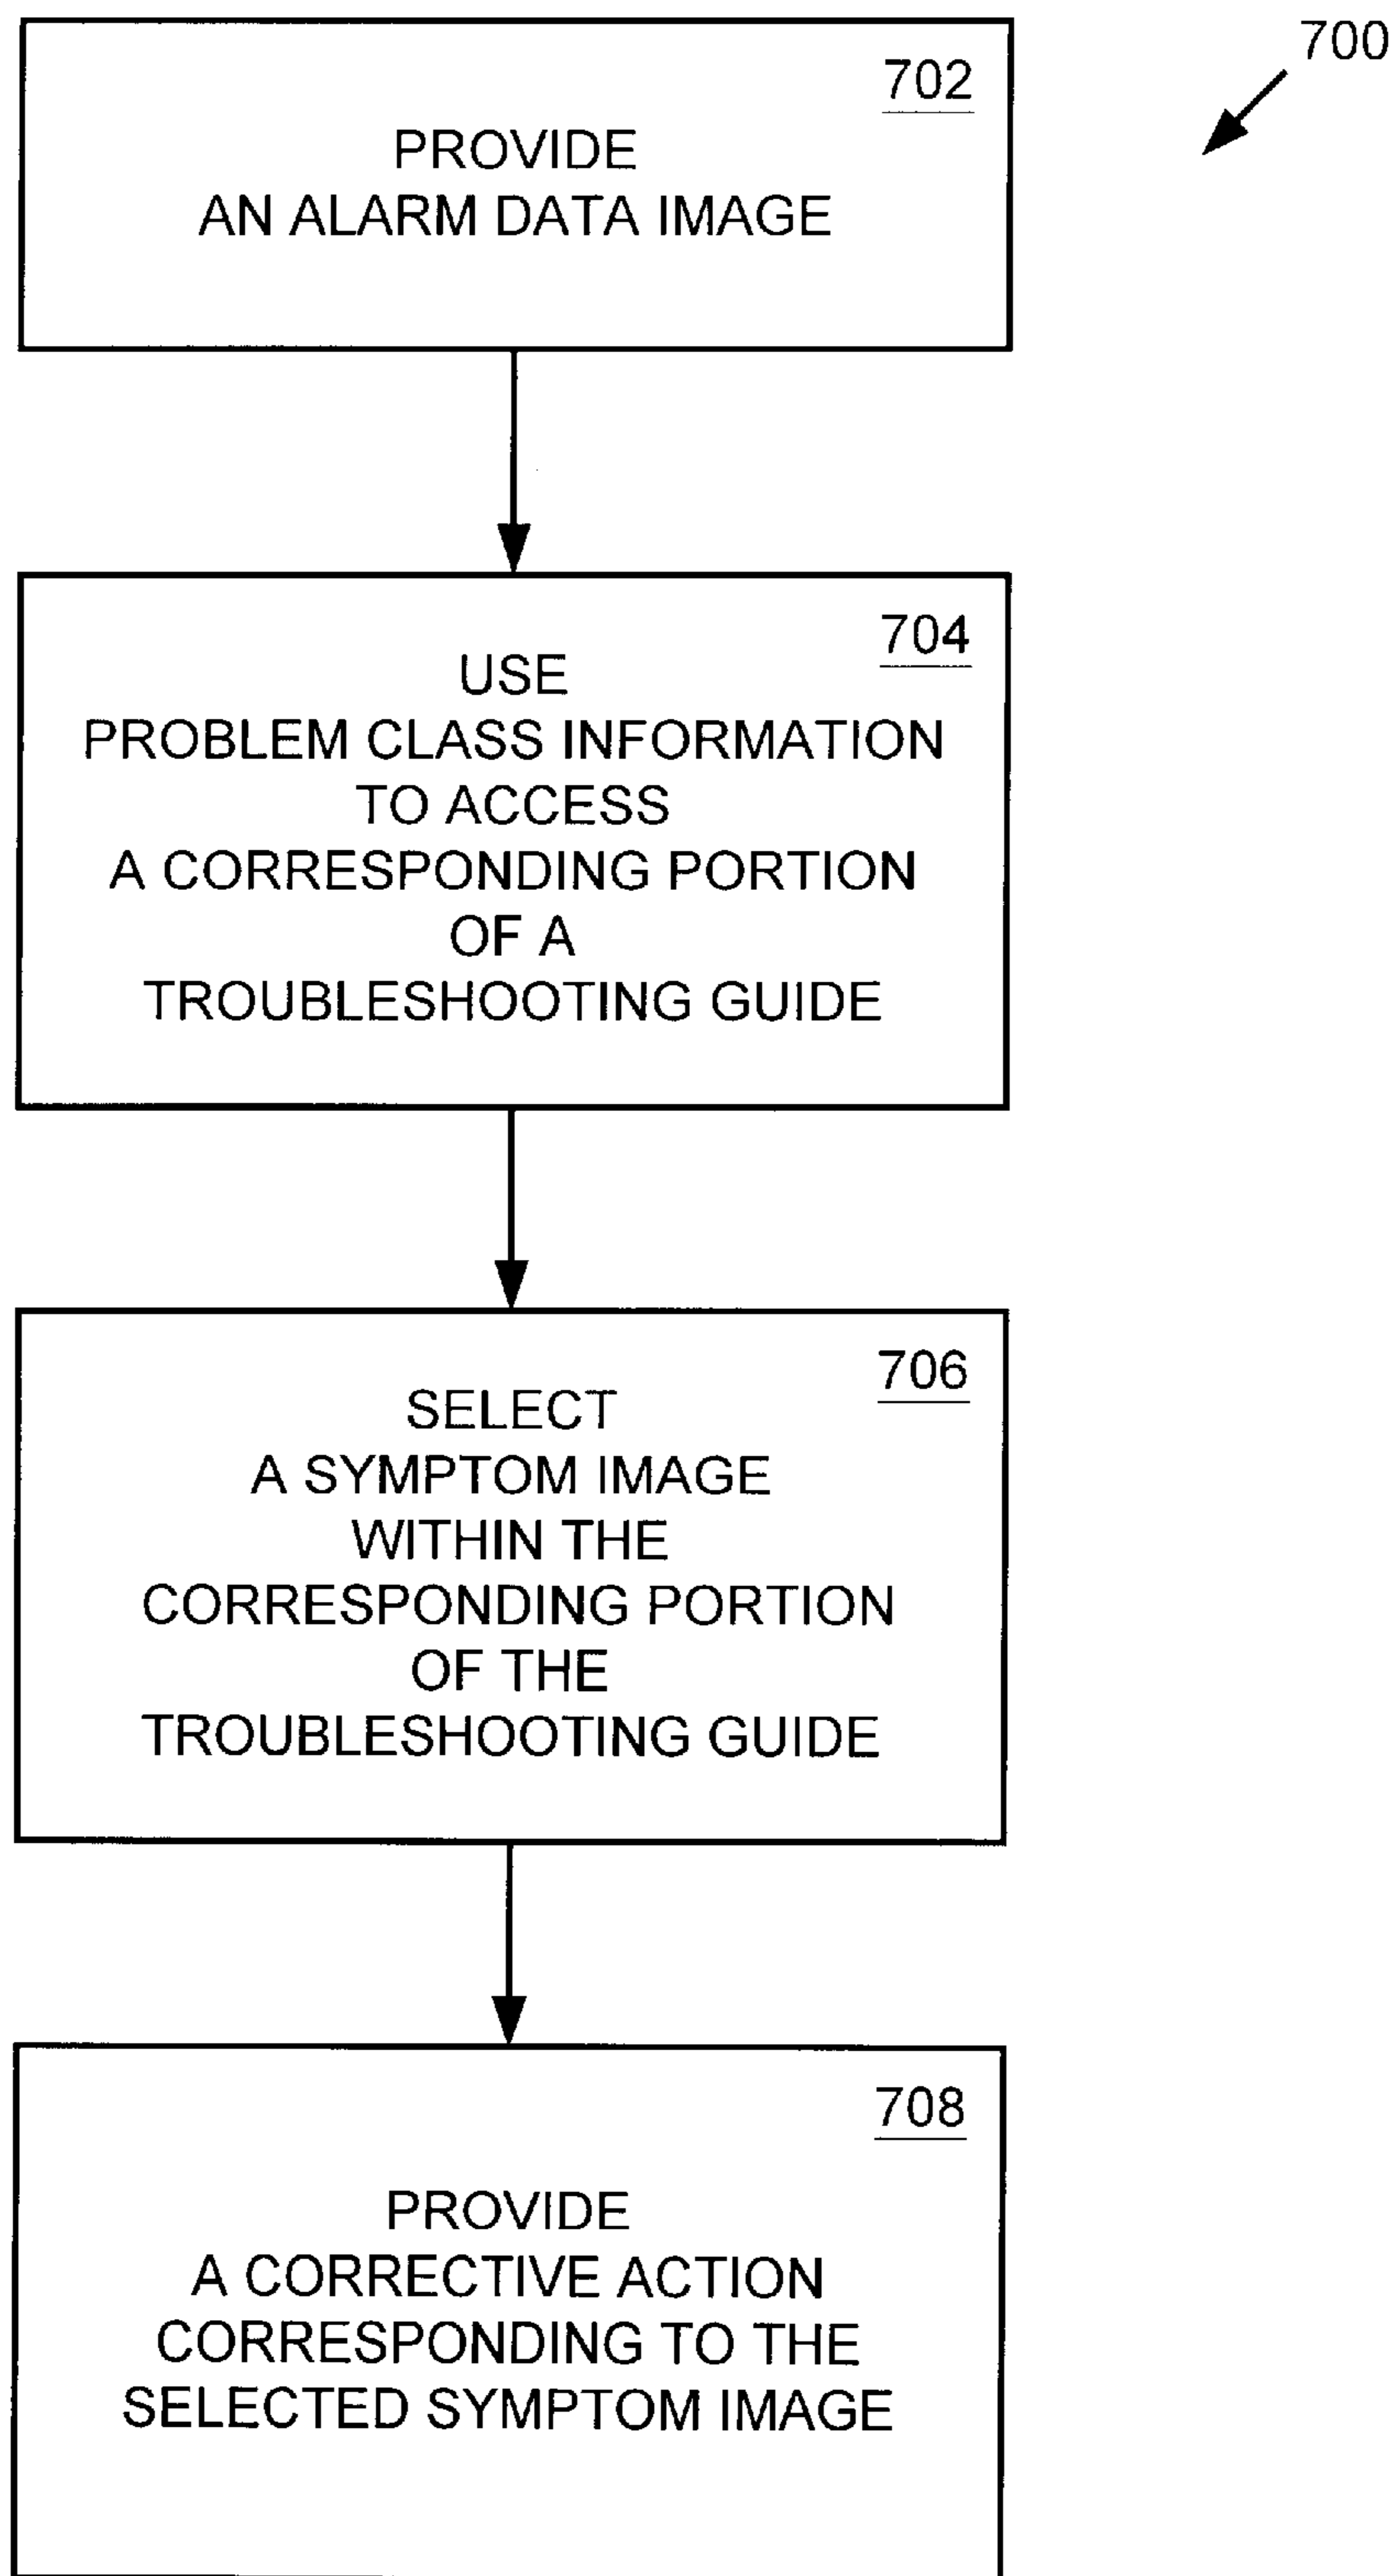 700
702
PROVIDE
AN ALARM DATA IMAGE
704
USE
PROBLEM CLASS INFORMATION
TO ACCESS
A CORRESPONDING PORTION
OF A
TROUBLESHOOTING GUIDE
706
SELECT
A SYMPTOM IMAGE
WITHIN THE
CORRESPONDING PORTION
OF THE
TROUBLESHOOTING GUIDE
708
PROVIDE
A CORRECTIVE ACTION
CORRESPONDING TO THE
SELECTED SYMPTOM IMAGE